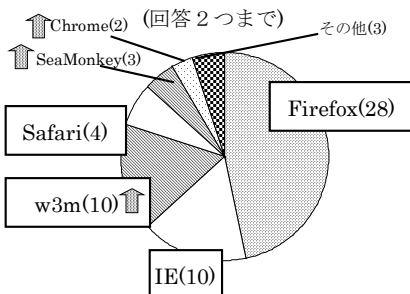 Chrome(2)
(回答２つまで)
その他(3)
SeaMonkey(3)
Firefox(28)
Safari(4)
w3m(10)
IE(10)